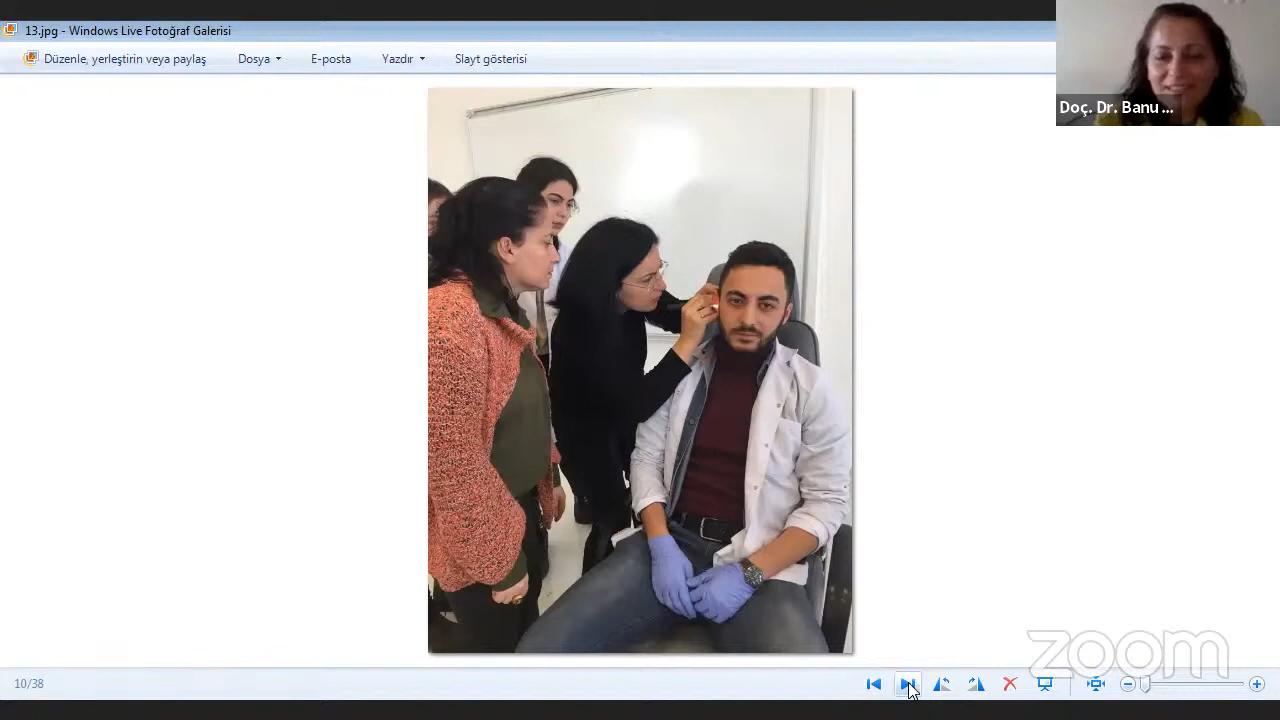 13.jpg - Windows Live Fotoğraf Galerisi
Düzenle, yerleştirin veya paylaş Dosya E-posta Yazdır Slayt gösterisi
Doç. Dr. Banu ...
zoom
10/38